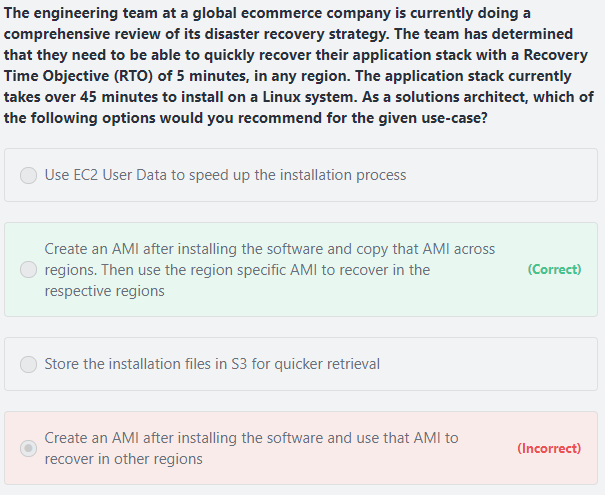 The engineering team at a global ecommerce company is currently doing a
comprehensive review of its disaster recovery strategy. The team has determined
that they need to be able to quickly recover their application stack with a Recovery
Time Objective (RTO) of 5 minutes, in any region. The application stack currently
takes over 45 minutes to install on a Linux system. As a solutions architect, which of
the following options would you recommend for the given use-case?
Use EC2 User Data to speed up the installation process
Create an AMI after installing the software and copy that AMI across
regions. Then use the region specific AMI to recover in the
respective regions
(Correct)
Store the installation files in S3 for quicker retrieval
Create an AMI after installing the software and use that AMI to
recover in other regions
(Incorrect)